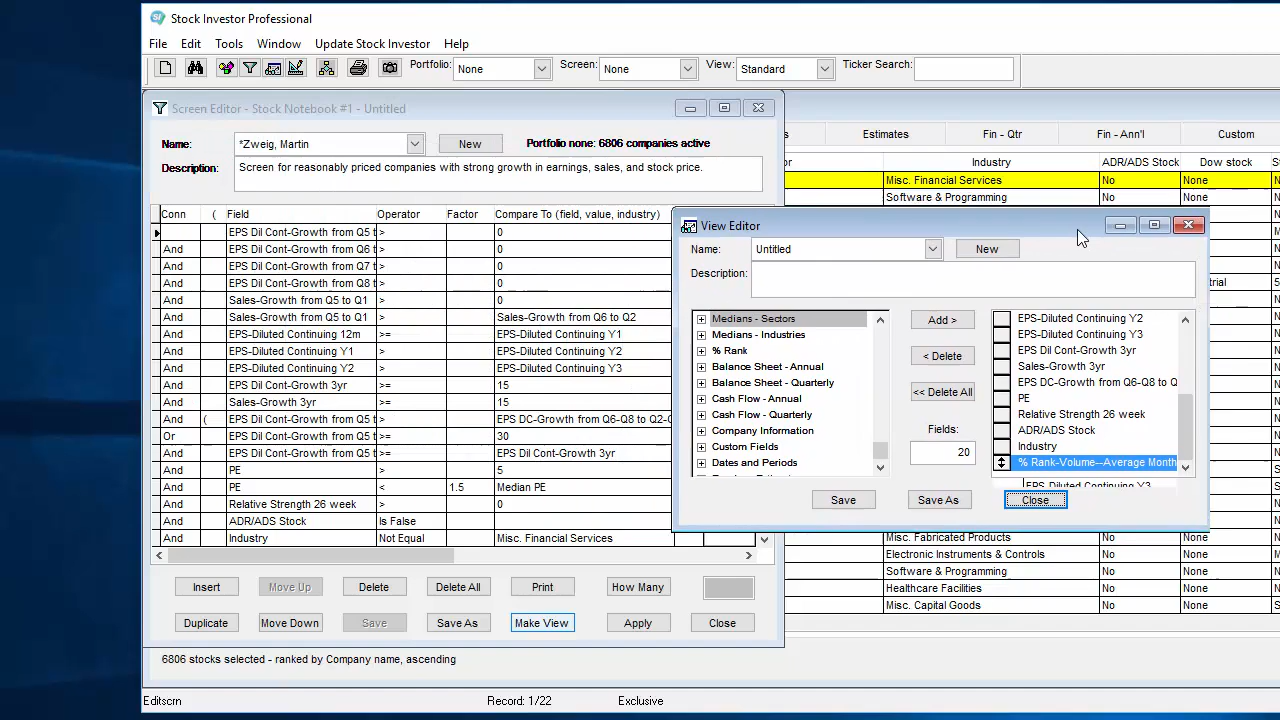 Stock Investor Professional
File Edit Tools Window Update Stock Investor Help
Portfolio: None Screen: None View: Standard Ticker Search:
Screen Editor - Stock Notebook #1 - Untitled
Name: *Zweig, Martin New Portfolio none: 6806 companies active
Description: Screen for reasonably priced companies with strong growth in earnings, sales, and stock price.
Conn ( Field Operator Factor Compare To (field, value, industry)
EPS Dil Cont-Growth from Q5 t > 0
And EPS Dil Cont-Growth from Q6 t > 0
And EPS Dil Cont-Growth from Q7 t > 0
And EPS Dil Cont-Growth from Q8 t > 0
And Sales-Growth from Q5 to Q1 > 0
And Sales-Growth from Q5 to Q1 > Sales-Growth from Q6 to Q2
And EPS-Diluted Continuing 12m >= EPS-Diluted Continuing Y1
And EPS-Diluted Continuing Y1 > EPS-Diluted Continuing Y2
And EPS-Diluted Continuing Y2 > EPS-Diluted Continuing Y3
And EPS Dil Cont-Growth 3yr >= 15
And Sales-Growth 3yr >= 15
And ( EPS Dil Cont-Growth from Q5 t >= EPS DC-Growth from Q6-Q8 to Q2-Q
Or EPS Dil Cont-Growth from Q5 t >= 30
And EPS Dil Cont-Growth from Q5 t >= EPS Dil Cont-Growth 3yr
And PE > 5
And PE < 1.5 Median PE
And Relative Strength 26 week > 0
And ADR/ADS Stock Is False
And Industry Not Equal Misc. Financial Services
Insert Move Up Delete Delete All Print How Many
Duplicate Move Down Save Save As Make View Apply Close
6806 stocks selected - ranked by Company name, ascending
Editscrn Record: 1/22 Exclusive
Estimates Fin - Qtr Fin - Ann'l Custom
Industry ADR/ADS Stock Dow stock
Misc. Financial Services No None
Software & Programming No None
View Editor
Name: Untitled New
Description:
Medians - Sectors
Medians - Industries
% Rank
Balance Sheet - Annual
Balance Sheet - Quarterly
Cash Flow - Annual
Cash Flow - Quarterly
Company Information
Custom Fields
Dates and Periods
Add >
< Delete
<< Delete All
Fields:
20
EPS-Diluted Continuing Y2
EPS-Diluted Continuing Y3
EPS Dil Cont-Growth 3yr
Sales-Growth 3yr
EPS DC-Growth from Q6-Q8 to Q
PE
Relative Strength 26 week
ADR/ADS Stock
Industry
% Rank-Volume--Average Month
EPS-Diluted Continuing Y3
Save Save As Close
Misc. Fabricated Products No None
Electronic Instruments & Controls No None
Software & Programming No None
Healthcare Facilities No None
Misc. Capital Goods No None